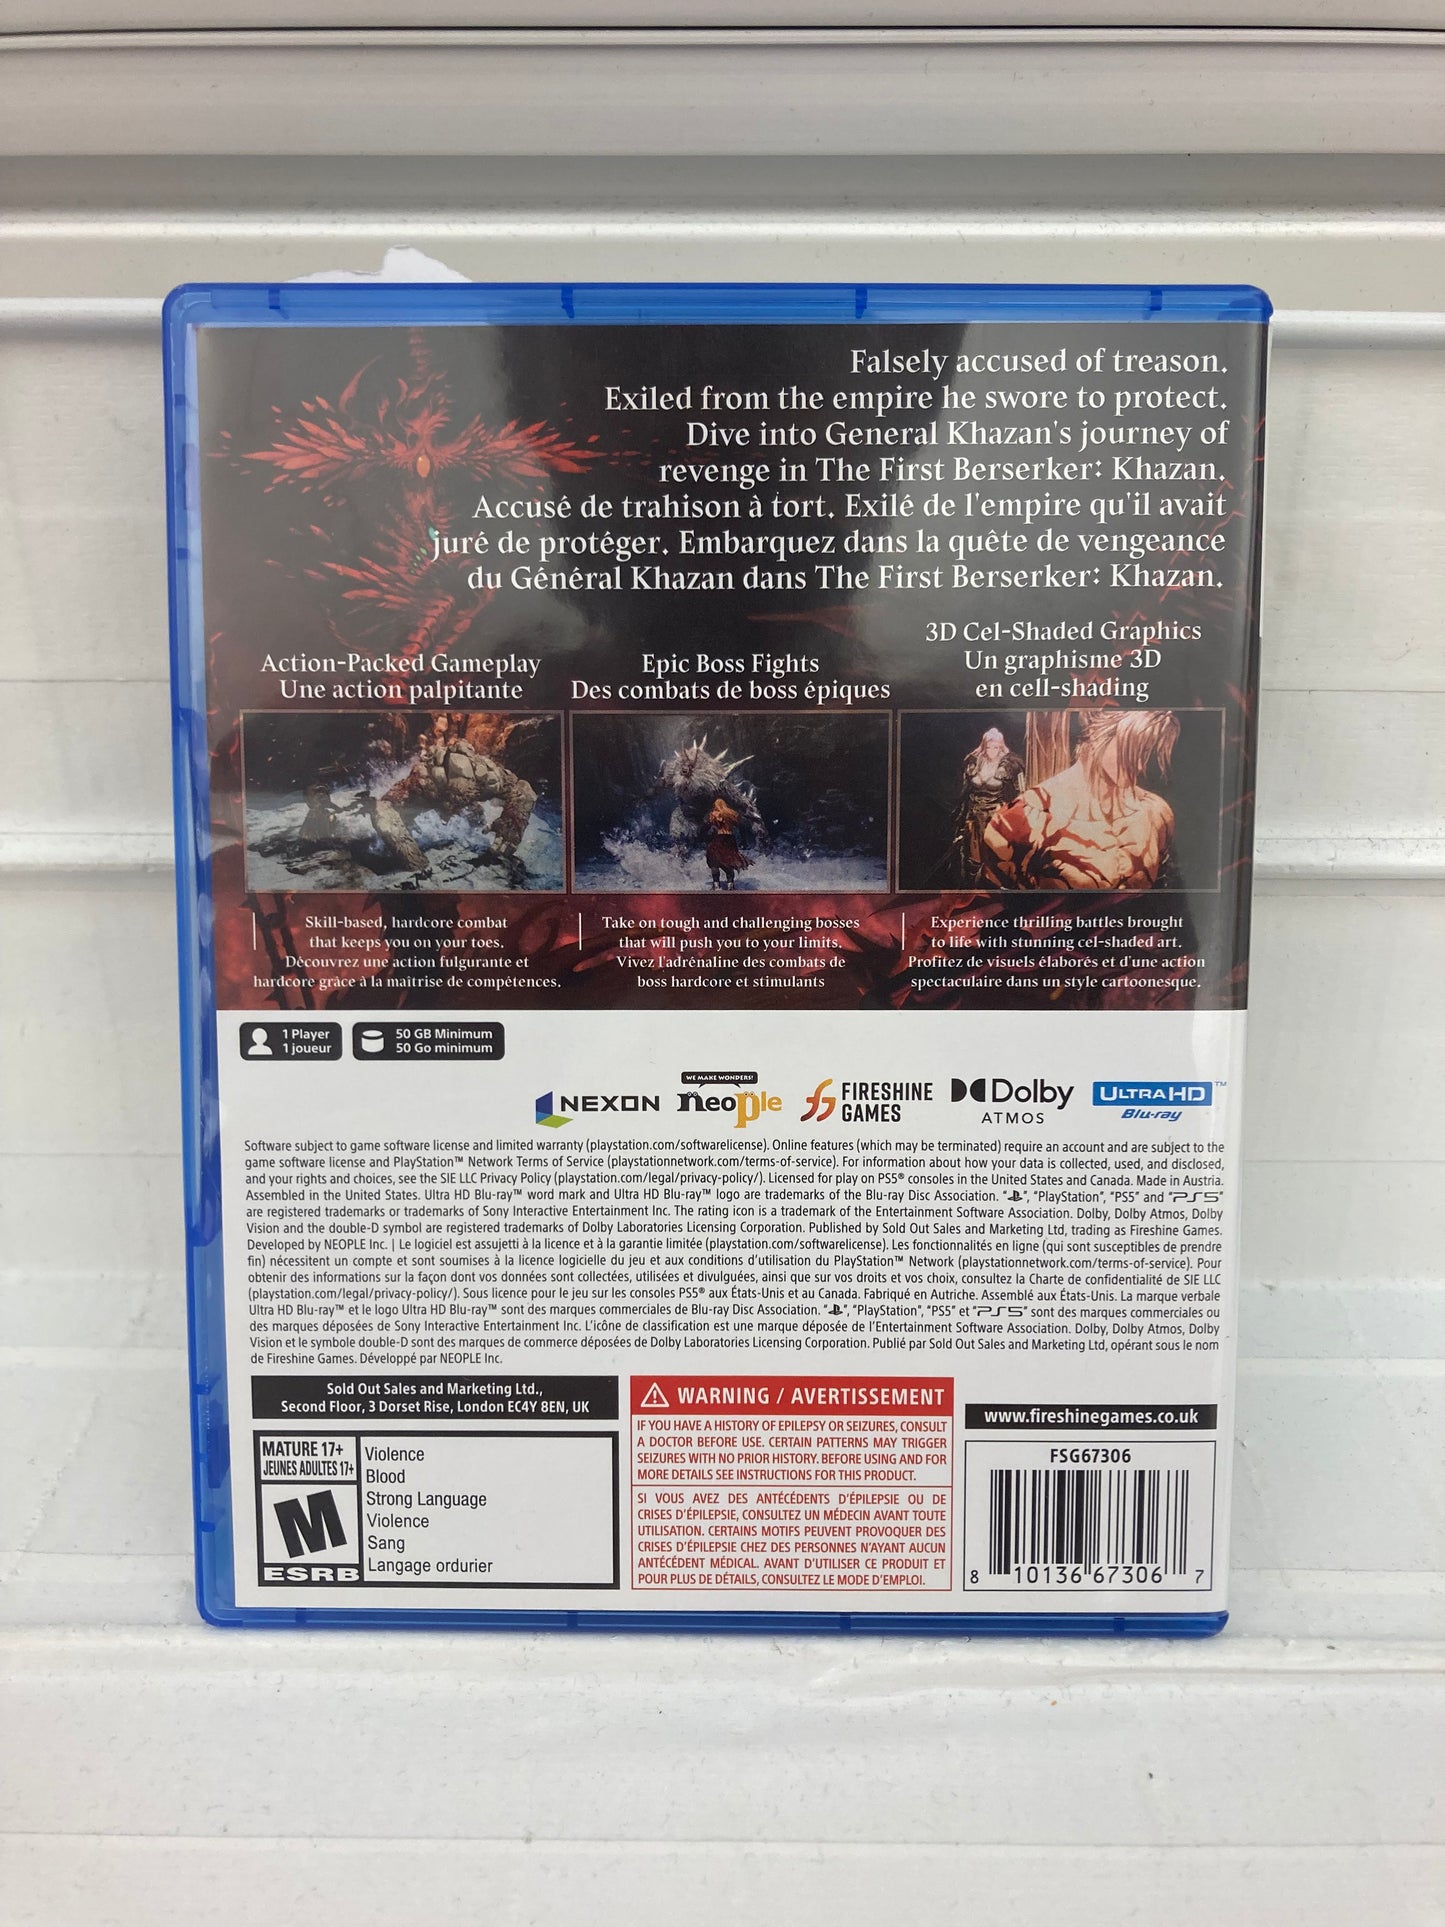 Falsely accused of treason.
Exiled from the empire he swore to protect.
Dive into General Khazan's journey of
revenge in The First Berserker: Khazan.
Accusé de trahison à tort. Exilé de l'empire qu'il avait
juré de protéger. Embarquez dans la quête de vengeance
du Général Khazan dans The First Berserker: Khazan.
Action-Packed Gameplay
Une action palpitante
Epic Boss Fights
Des combats de boss épiques
3D Cel-Shaded Graphics
Un graphisme 3D
en cell-shading
Skill-based, hardcore combat
that keeps you on your toes.
Découvrez une action fulgurante et
hardcore grâce à la maîtrise de compétences.
Take on tough and challenging bosses
that will push you to your limits.
Vivez l'adrénaline des combats de
boss hardcore et stimulants
Experience thrilling battles brought
to life with stunning cel-shaded art.
Profitez de visuels élaborés et d'une action
spectaculaire dans un style cartoonesque.
1 Player
1 joueur
50 GB Minimum
50 Go minimum
NEXON
WE MAKE WONDERS!
neople
FIRESHINE
GAMES
Dolby
ATMOS
ULTRA HD
Blu-ray
TM
Software subject to game software license and limited warranty (playstation.com/softwarelicense). Online features (which may be terminated) require an account and are subject to the
game software license and PlayStation™ Network Terms of Service (playstationnetwork.com/terms-of-service). For information about how your data is collected, used, and disclosed,
and your rights and choices, see the SIE LLC Privacy Policy (playstation.com/legal/privacy-policy/). Licensed for play on PS5® consoles in the United States and Canada. Made in Austria.
Assembled in the United States. Ultra HD Blu-ray™ word mark and Ultra HD Blu-ray™ logo are trademarks of the Blu-ray Disc Association. "", "PlayStation", "PS5" and "PS5"
are registered trademarks or trademarks of Sony Interactive Entertainment Inc. The rating icon is a trademark of the Entertainment Software Association. Dolby, Dolby Atmos, Dolby
Vision and the double-D symbol are registered trademarks of Dolby Laboratories Licensing Corporation. Published by Sold Out Sales and Marketing Ltd, trading as Fireshine Games.
Developed by NEOPLE Inc. | Le logiciel est assujetti à la licence et à la garantie limitée (playstation.com/softwarelicense). Les fonctionnalités en ligne (qui sont susceptibles de prendre
fin) nécessitent un compte et sont soumises à la licence logicielle du jeu et aux conditions d'utilisation du PlayStation™ Network (playstationnetwork.com/terms-of-service). Pour
obtenir des informations sur la façon dont vos données sont collectées, utilisées et divulguées, ainsi que sur vos droits et vos choix, consultez la Charte de confidentialité de SIE LLC
(playstation.com/legal/privacy-policy/). Sous licence pour le jeu sur les consoles PS5® aux États-Unis et au Canada. Fabriqué en Autriche. Assemblé aux États-Unis. La marque verbale
Ultra HD Blu-ray™ et le logo Ultra HD Blu-ray™ sont des marques commerciales de Blu-ray Disc Association. "", "PlayStation", "PS5" et "PS5" sont des marques commerciales ou
des marques déposées de Sony Interactive Entertainment Inc. L'icône de classification est une marque déposée de l'Entertainment Software Association. Dolby, Dolby Atmos, Dolby
Vision et le symbole double-D sont des marques de commerce déposées de Dolby Laboratories Licensing Corporation. Publié par Sold Out Sales and Marketing Ltd, opérant sous le nom
de Fireshine Games. Développé par NEOPLE Inc.
Sold Out Sales and Marketing Ltd.,
Second Floor, 3 Dorset Rise, London EC4Y 8EN, UK
MATURE 17+
JEUNES ADULTES 17+
M
ESRB
Violence
Blood
Strong Language
Violence
Sang
Langage ordurier
WARNING / AVERTISSEMENT
IF YOU HAVE A HISTORY OF EPILEPSY OR SEIZURES, CONSULT
A DOCTOR BEFORE USE. CERTAIN PATTERNS MAY TRIGGER
SEIZURES WITH NO PRIOR HISTORY. BEFORE USING AND FOR
MORE DETAILS SEE INSTRUCTIONS FOR THIS PRODUCT.
SI VOUS AVEZ DES ANTÉCÉDENTS D'ÉPILEPSIE OU DE
CRISES D'ÉPILEPSIE, CONSULTEZ UN MÉDECIN AVANT TOUTE
UTILISATION. CERTAINS MOTIFS PEUVENT PROVOQUER DES
CRISES D'ÉPILEPSIE CHEZ DES PERSONNES N'AYANT AUCUN
ANTÉCÉDENT MÉDICAL. AVANT D'UTILISER CE PRODUIT ET
POUR PLUS DE DÉTAILS, CONSULTEZ LE MODE D'EMPLOI.
www.fireshinegames.co.uk
FSG67306
8 10136 67306 7